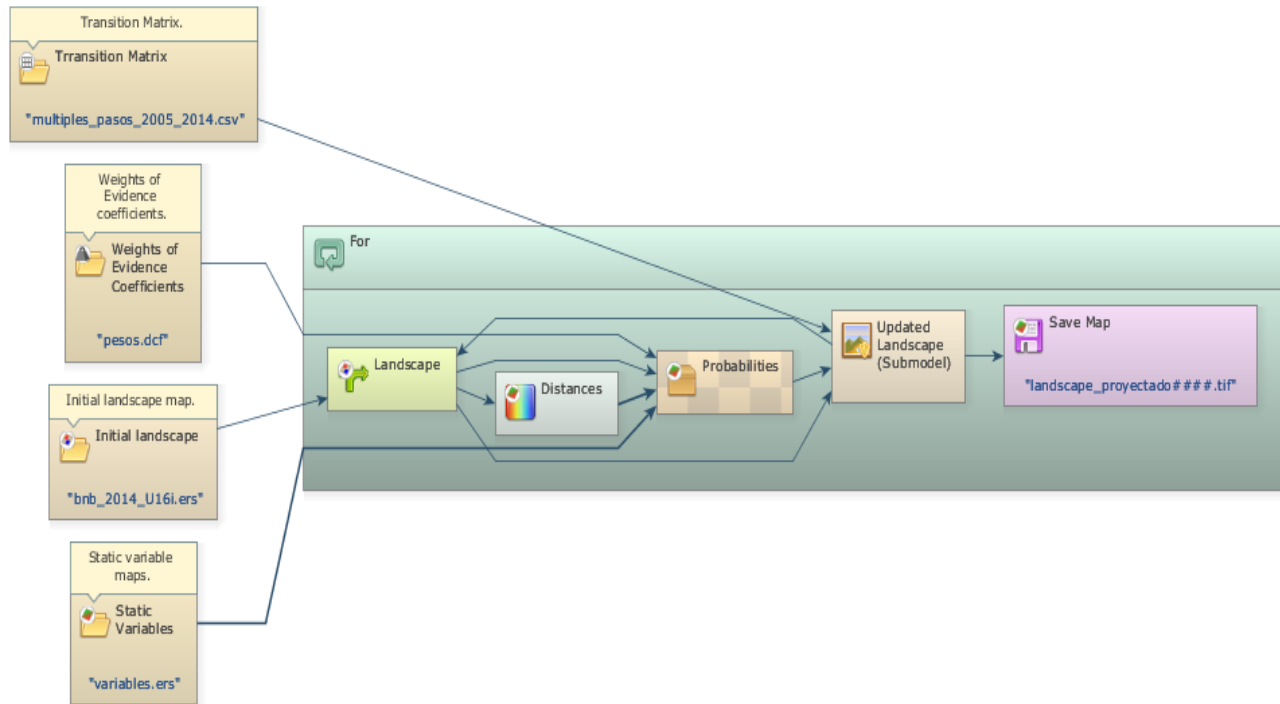 Transition Matrix.
Trransition Matrix
"multiples_pasos_2005_2014.csv"
Weights of
Evidence
coefficients.
Weights of
Evidence
Coefficients
"pesos.dcf"
Initial landscape map.
Initial landscape
"bnb_2014_U16i.ers"
Static variable
maps.
Static
Variables
"variables.ers"
For
Landscape
Distances
Probabilities
Updated
Landscape
(Submodel)
Save Map
"landscape_proyectado####.tif"